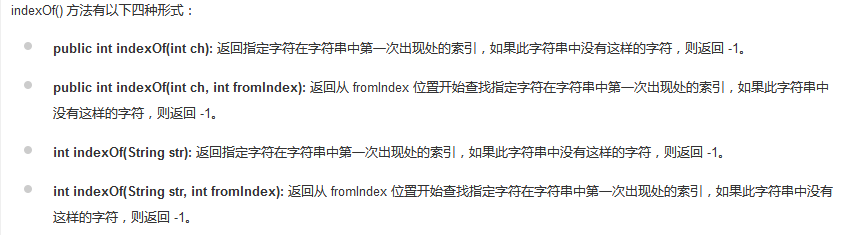 indexOf() 方法有以下四种形式：
public int indexOf(int ch): 返回指定字符在字符串中第一次出现处的索引，如果此字符串中没有这样的字符，则返回 -1。
public int indexOf(int ch, int fromIndex): 返回从 fromIndex 位置开始查找指定字符在字符串中第一次出现处的索引，如果此字符串中
没有这样的字符，则返回 -1。
int indexOf(String str): 返回指定字符在字符串中第一次出现处的索引，如果此字符串中没有这样的字符，则返回 -1。
int indexOf(String str, int fromIndex): 返回从 fromIndex 位置开始查找指定字符在字符串中第一次出现处的索引，如果此字符串中没有
这样的字符，则返回 -1。